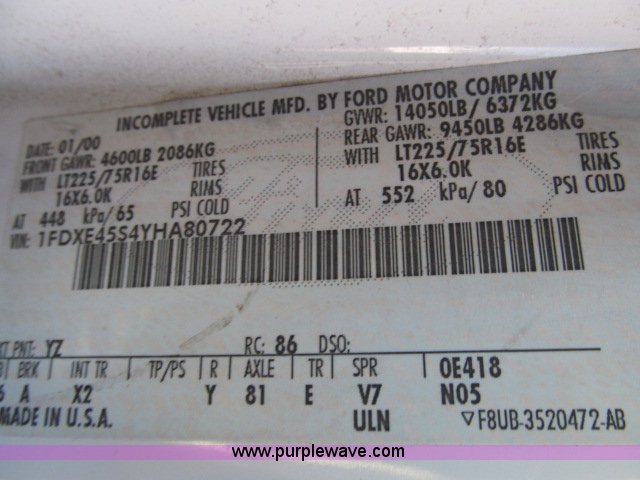 INCOMPLETE VEHICLE MFD. BY FORD MOTOR COMPANY
DATE: 01/00
GVWR: 14050LB/ 6372KG
FRONT GAWR: 4600LB 2086KG
REAR GAWR: 9450LB 4286KG
WITH LT225/75R16E TIRES
WITH LT225/75R16E TIRES
16X6.0K RINS
16X6.0K RINS
AT 448 kPa/65 PSI COLD
AT 552 kPa/80 PSI COLD
VIN: 1FDXE45S4YHA80722
PNT: YZ RC: 86 DSO:
BRK INT TR TP/PS R AXLE TR SPR 0E418
A X2 Y 81 E V7 N05
MADE IN U.S.A. ULN ▽F8UB-3520472-AB
www.purplewave.com